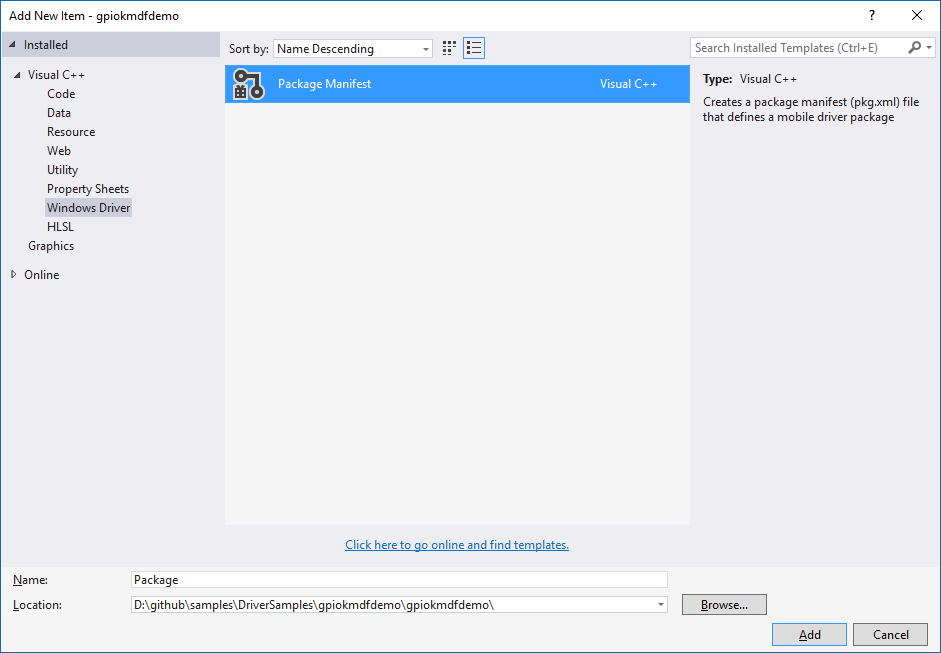 Add New Item - gpiokmdfdemo
?
Installed
Sort by: Name Descending
Search Installed Templates (Ctrl+E)
Visual C++
Code
Data
Resource
Web
Utility
Property Sheets
Windows Driver
HLSL
Graphics
Online
Package Manifest Visual C++
Type: Visual C++
Creates a package manifest (pkg.xml) file
that defines a mobile driver package
Click here to go online and find templates.
Name: Package
Location: D:\github\samples\DriverSamples\gpiokmdfdemo\gpiokmdfdemo\ Browse...
Add Cancel